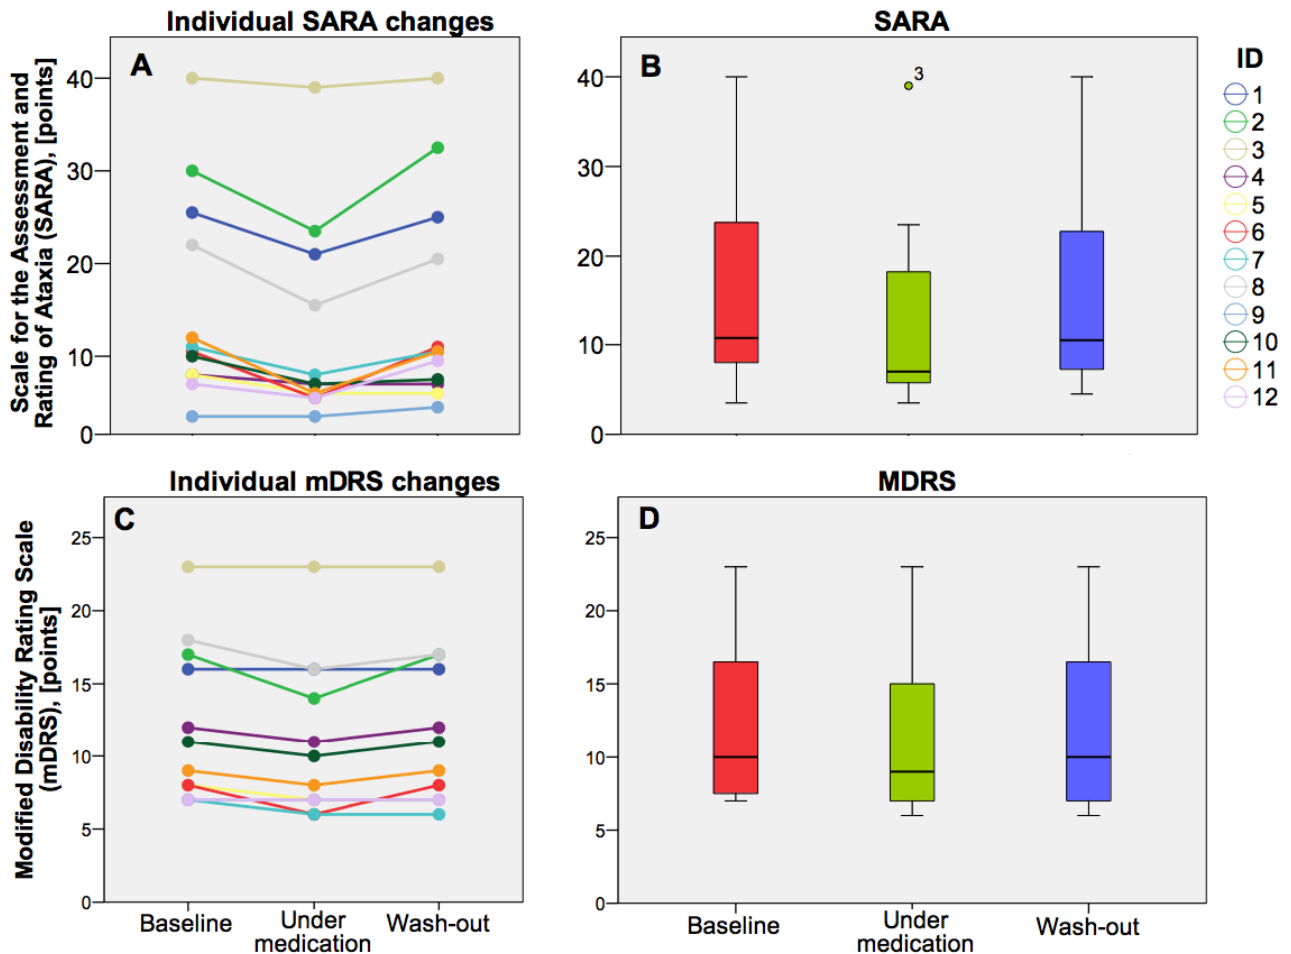 Individual SARA changes
SARA
Scale for the Assessment and
Rating of Ataxia (SARA), [points]
A
40
30
20
10
0
B
3
40
30
20
10
0
ID
1
2
3
4
5
6
7
8
9
10
11
12
Individual mDRS changes
MDRS
Modified Disability Rating Scale
(mDRS), [points]
C
25
20
15
10
5
0
Baseline
Under
medication
Wash-out
D
25
20
15
10
5
0
Baseline
Under
medication
Wash-out